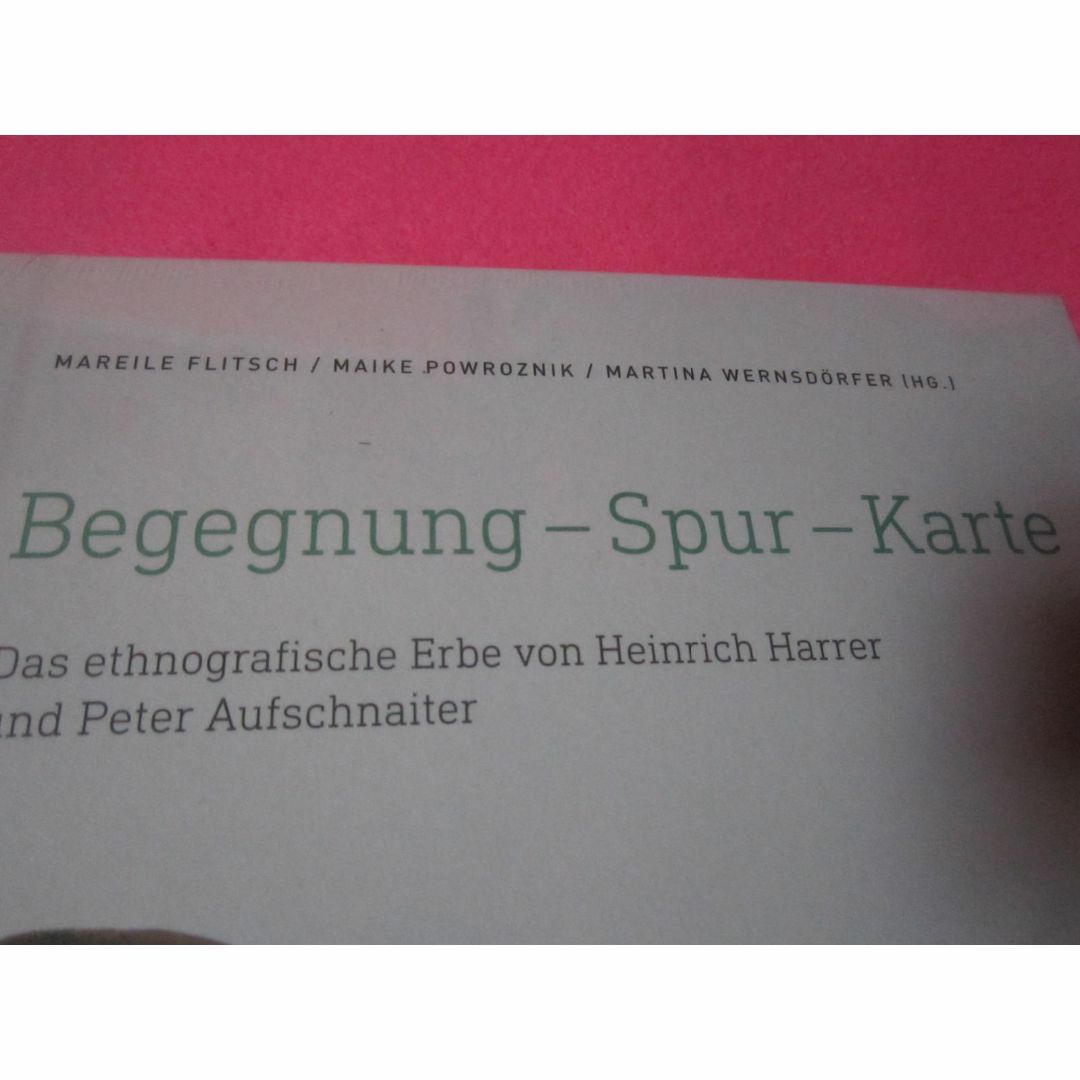 MAREILE FLITSCH / MAIKE POWROZNIK / MARTINA WERNSDÖRFER (HG.)
Begegnung – Spur – Karte
Das ethnografische Erbe von Heinrich Harrer
und Peter Aufschnaiter